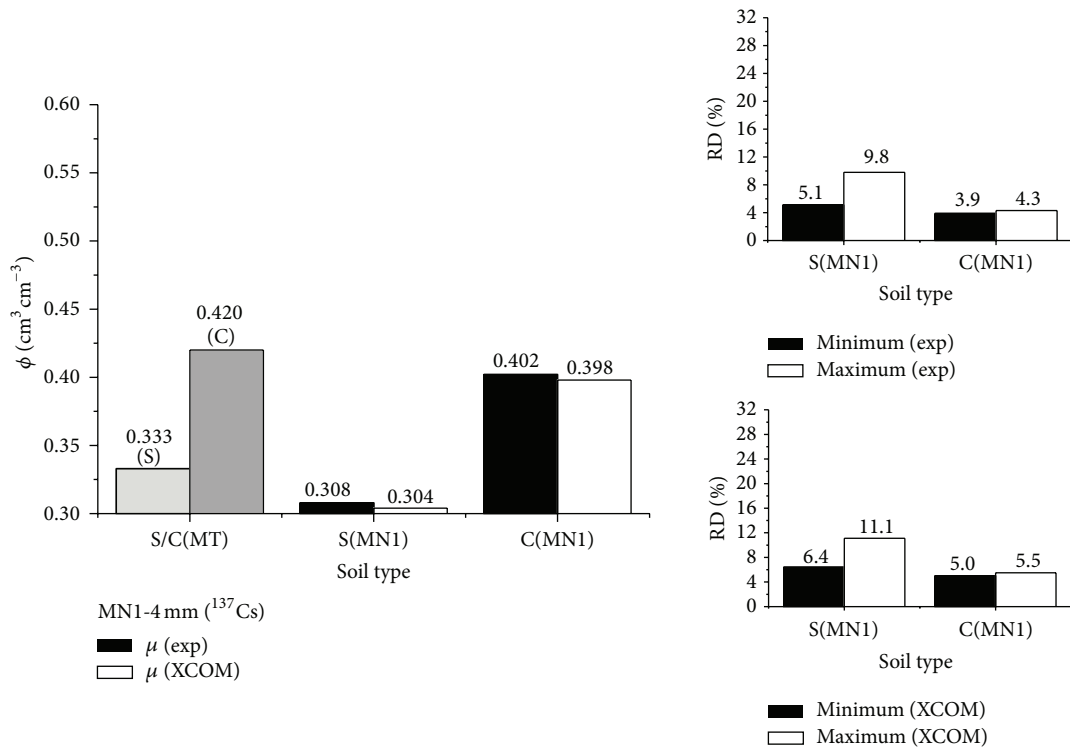 0.60
0.55
0.50
0.45
0.40
0.35
0.30
ϕ (cm³ cm⁻³)
0.333
(S)
0.420
(C)
0.308
0.304
0.402
0.398
S/C(MT) S(MN1) C(MN1)
Soil type
MN1-4 mm (¹³⁷Cs)
μ (exp)
μ (XCOM)
32
28
24
20
16
12
8
4
0
RD (%)
5.1
9.8
3.9
4.3
S(MN1) C(MN1)
Soil type
Minimum (exp)
Maximum (exp)
32
28
24
20
16
12
8
4
0
RD (%)
6.4
11.1
5.0
5.5
S(MN1) C(MN1)
Soil type
Minimum (XCOM)
Maximum (XCOM)